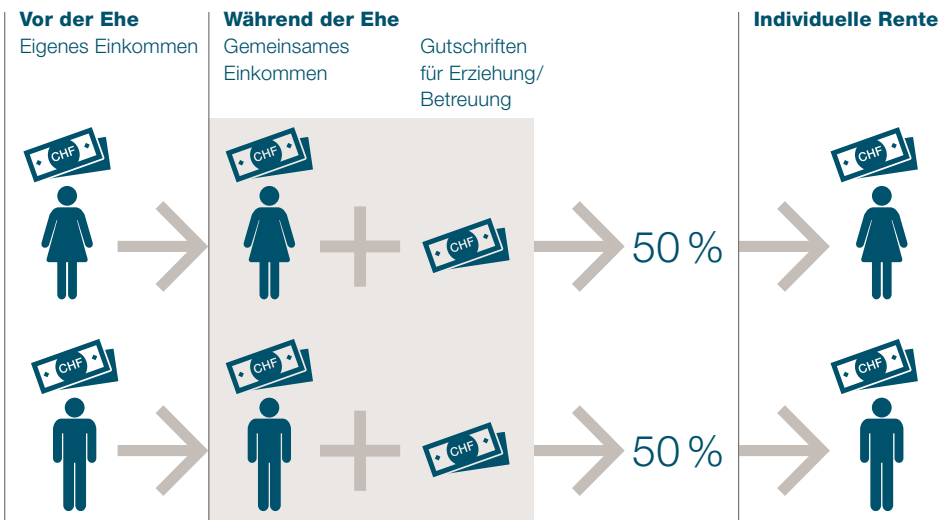 Vor der Ehe
Eigenes Einkommen
Während der Ehe
Gemeinsames
Einkommen
Gutschriften
für Erziehung/
Betreuung
Individuelle Rente
CHF
CHF
CHF
CHF
50 %
CHF
CHF
CHF
CHF
50 %